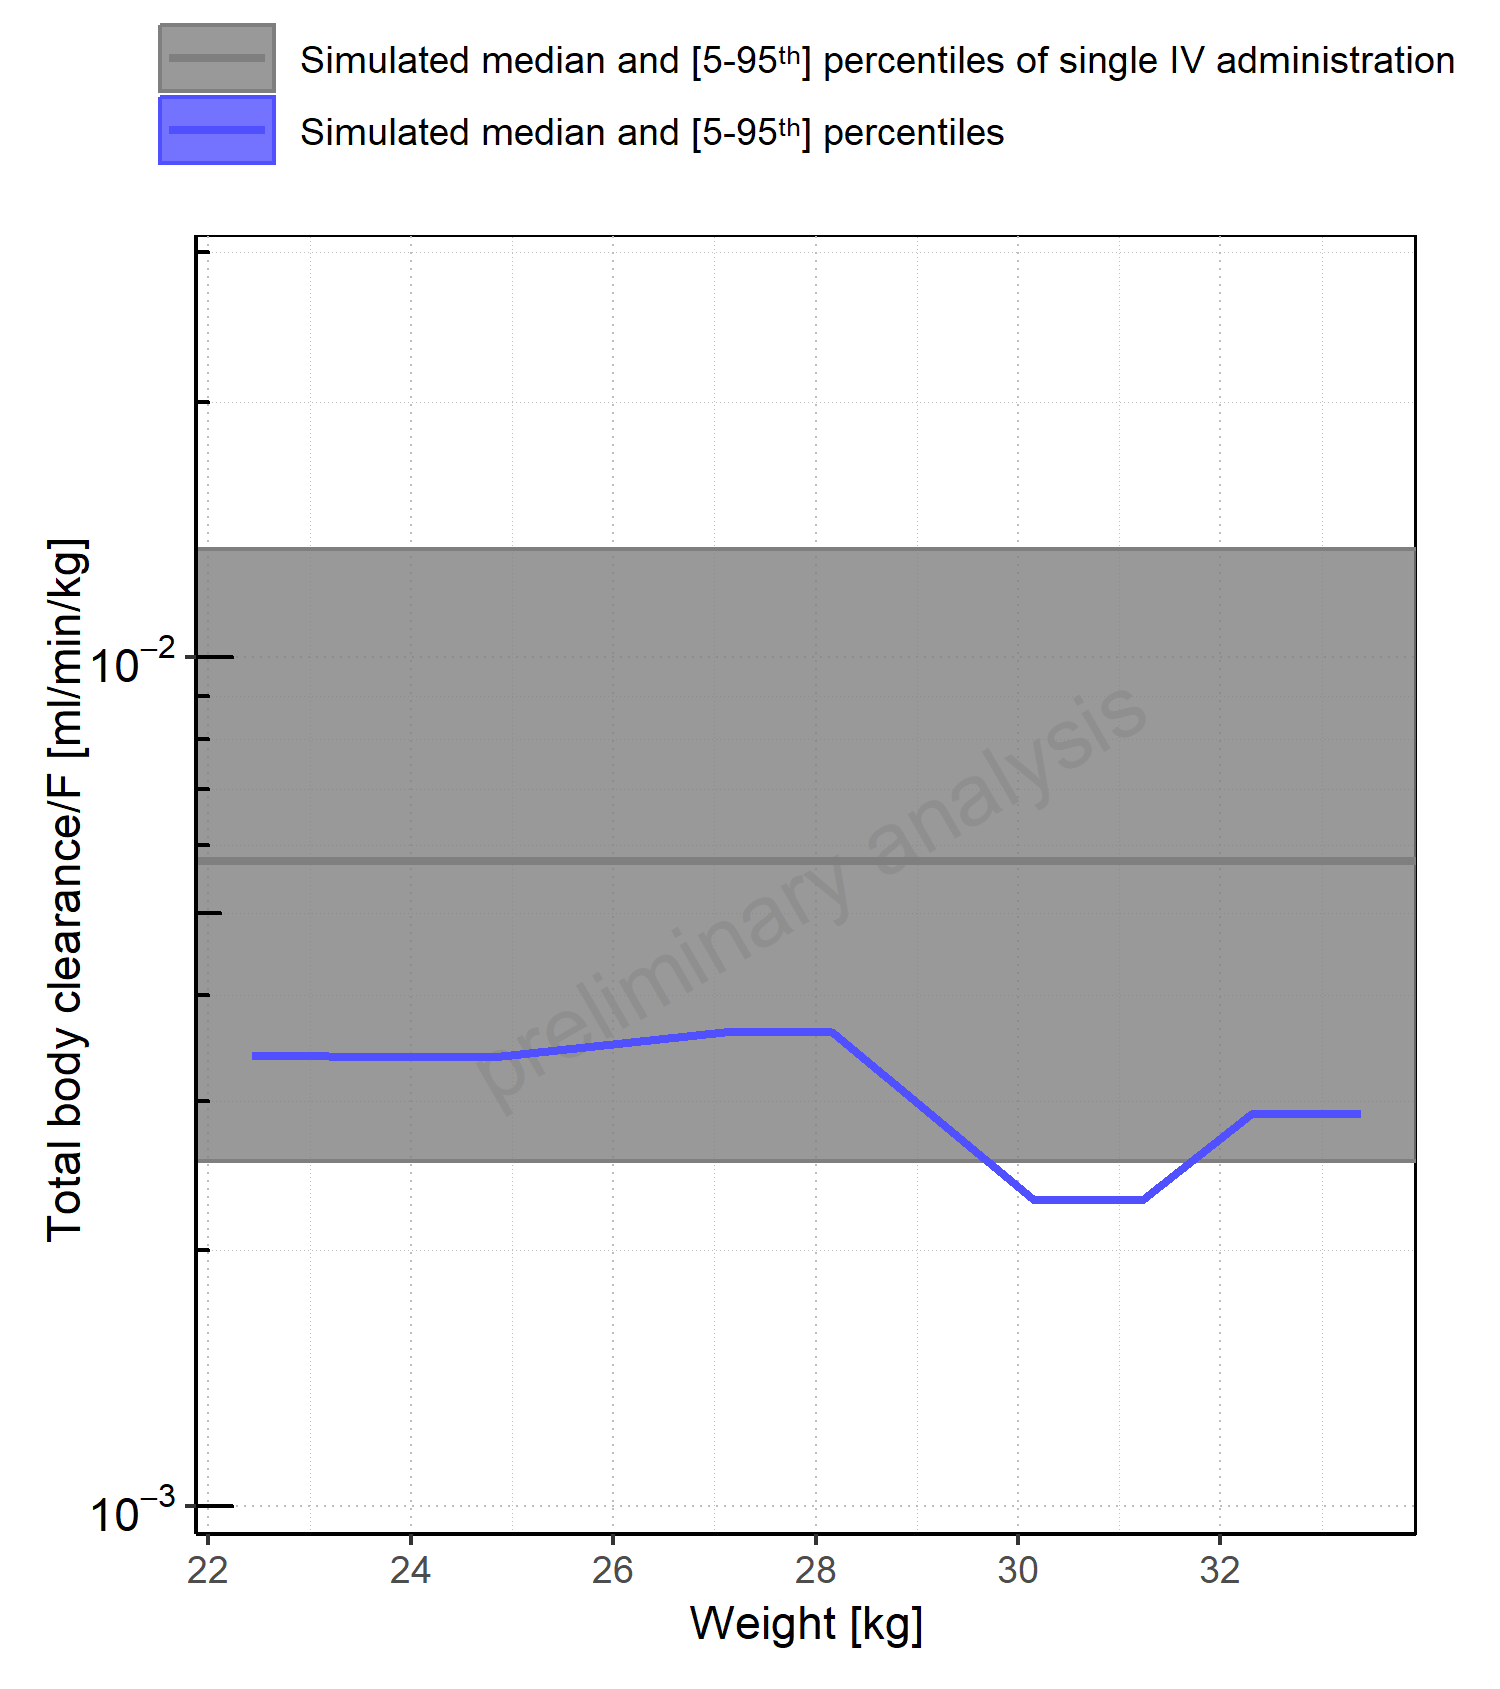 Simulated median and [5-95ᵗʰ] percentiles of single IV administration
Simulated median and [5-95ᵗʰ] percentiles
Total body clearance/F [ml/min/kg]
10⁻²
10⁻³
preliminary analysis
22 24 26 28 30 32
Weight [kg]